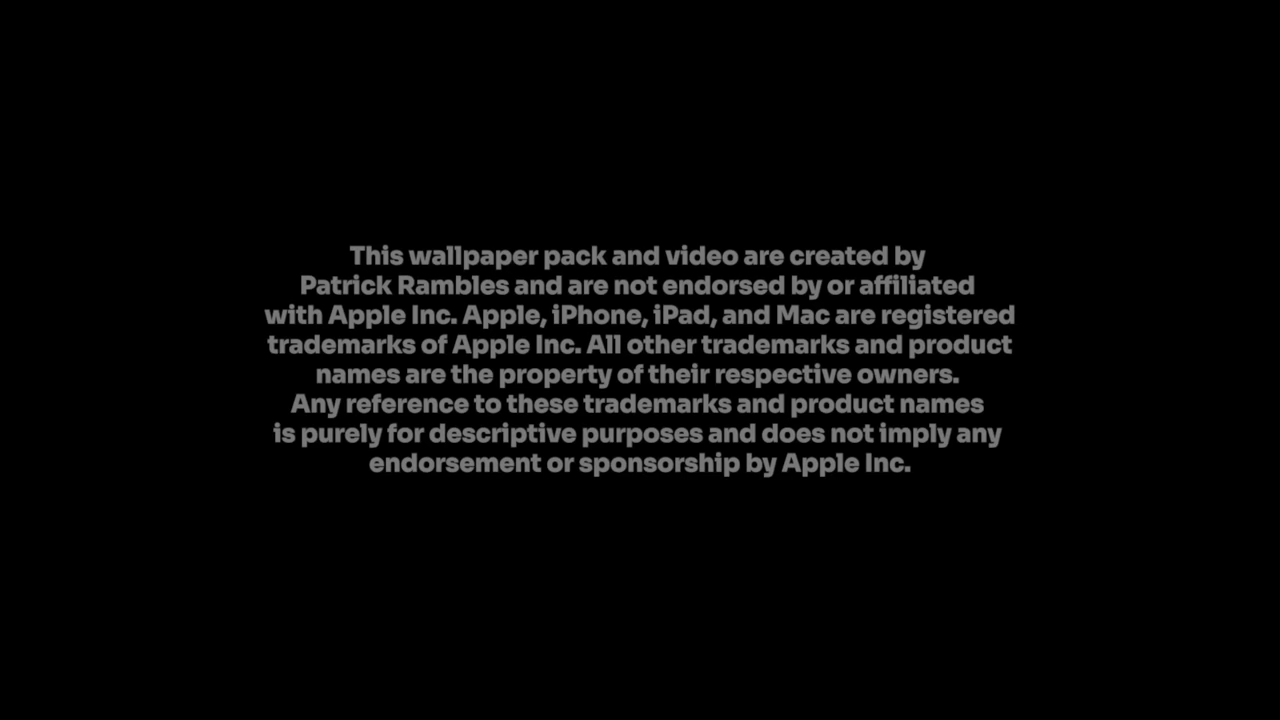 This wallpaper pack and video are created by
Patrick Rambles and are not endorsed by or affiliated
with Apple Inc. Apple, iPhone, iPad, and Mac are registered
trademarks of Apple Inc. All other trademarks and product
names are the property of their respective owners.
Any reference to these trademarks and product names
is purely for descriptive purposes and does not imply any
endorsement or sponsorship by Apple Inc.